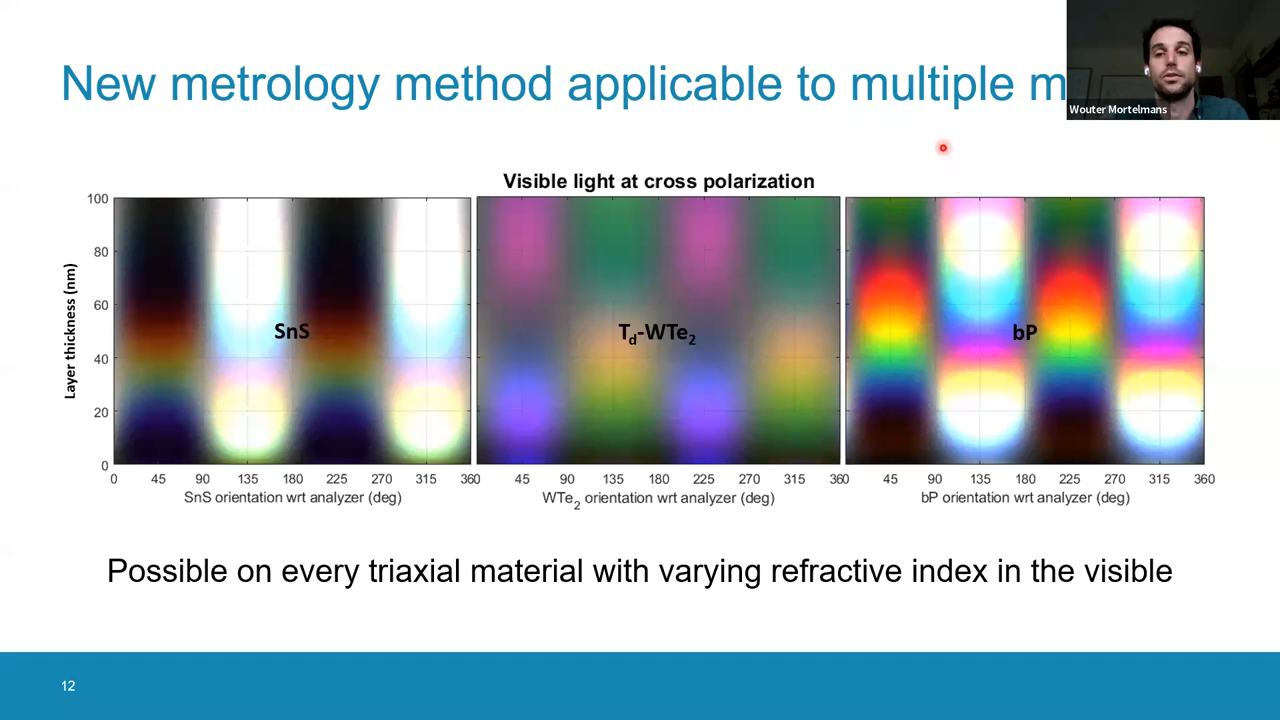 New metrology method applicable to multiple m
Wouter Mortelmans
Visible light at cross polarization
Layer thickness (nm)
100
80
60
40
20
0
SnS
T_d-WTe₂
bP
0 45 90 135 180 225 270 315 360
45 90 135 180 225 270 315 360
45 90 135 180 225 270 315 360
SnS orientation wrt analyzer (deg)
WTe₂ orientation wrt analyzer (deg)
bP orientation wrt analyzer (deg)
Possible on every triaxial material with varying refractive index in the visible
12